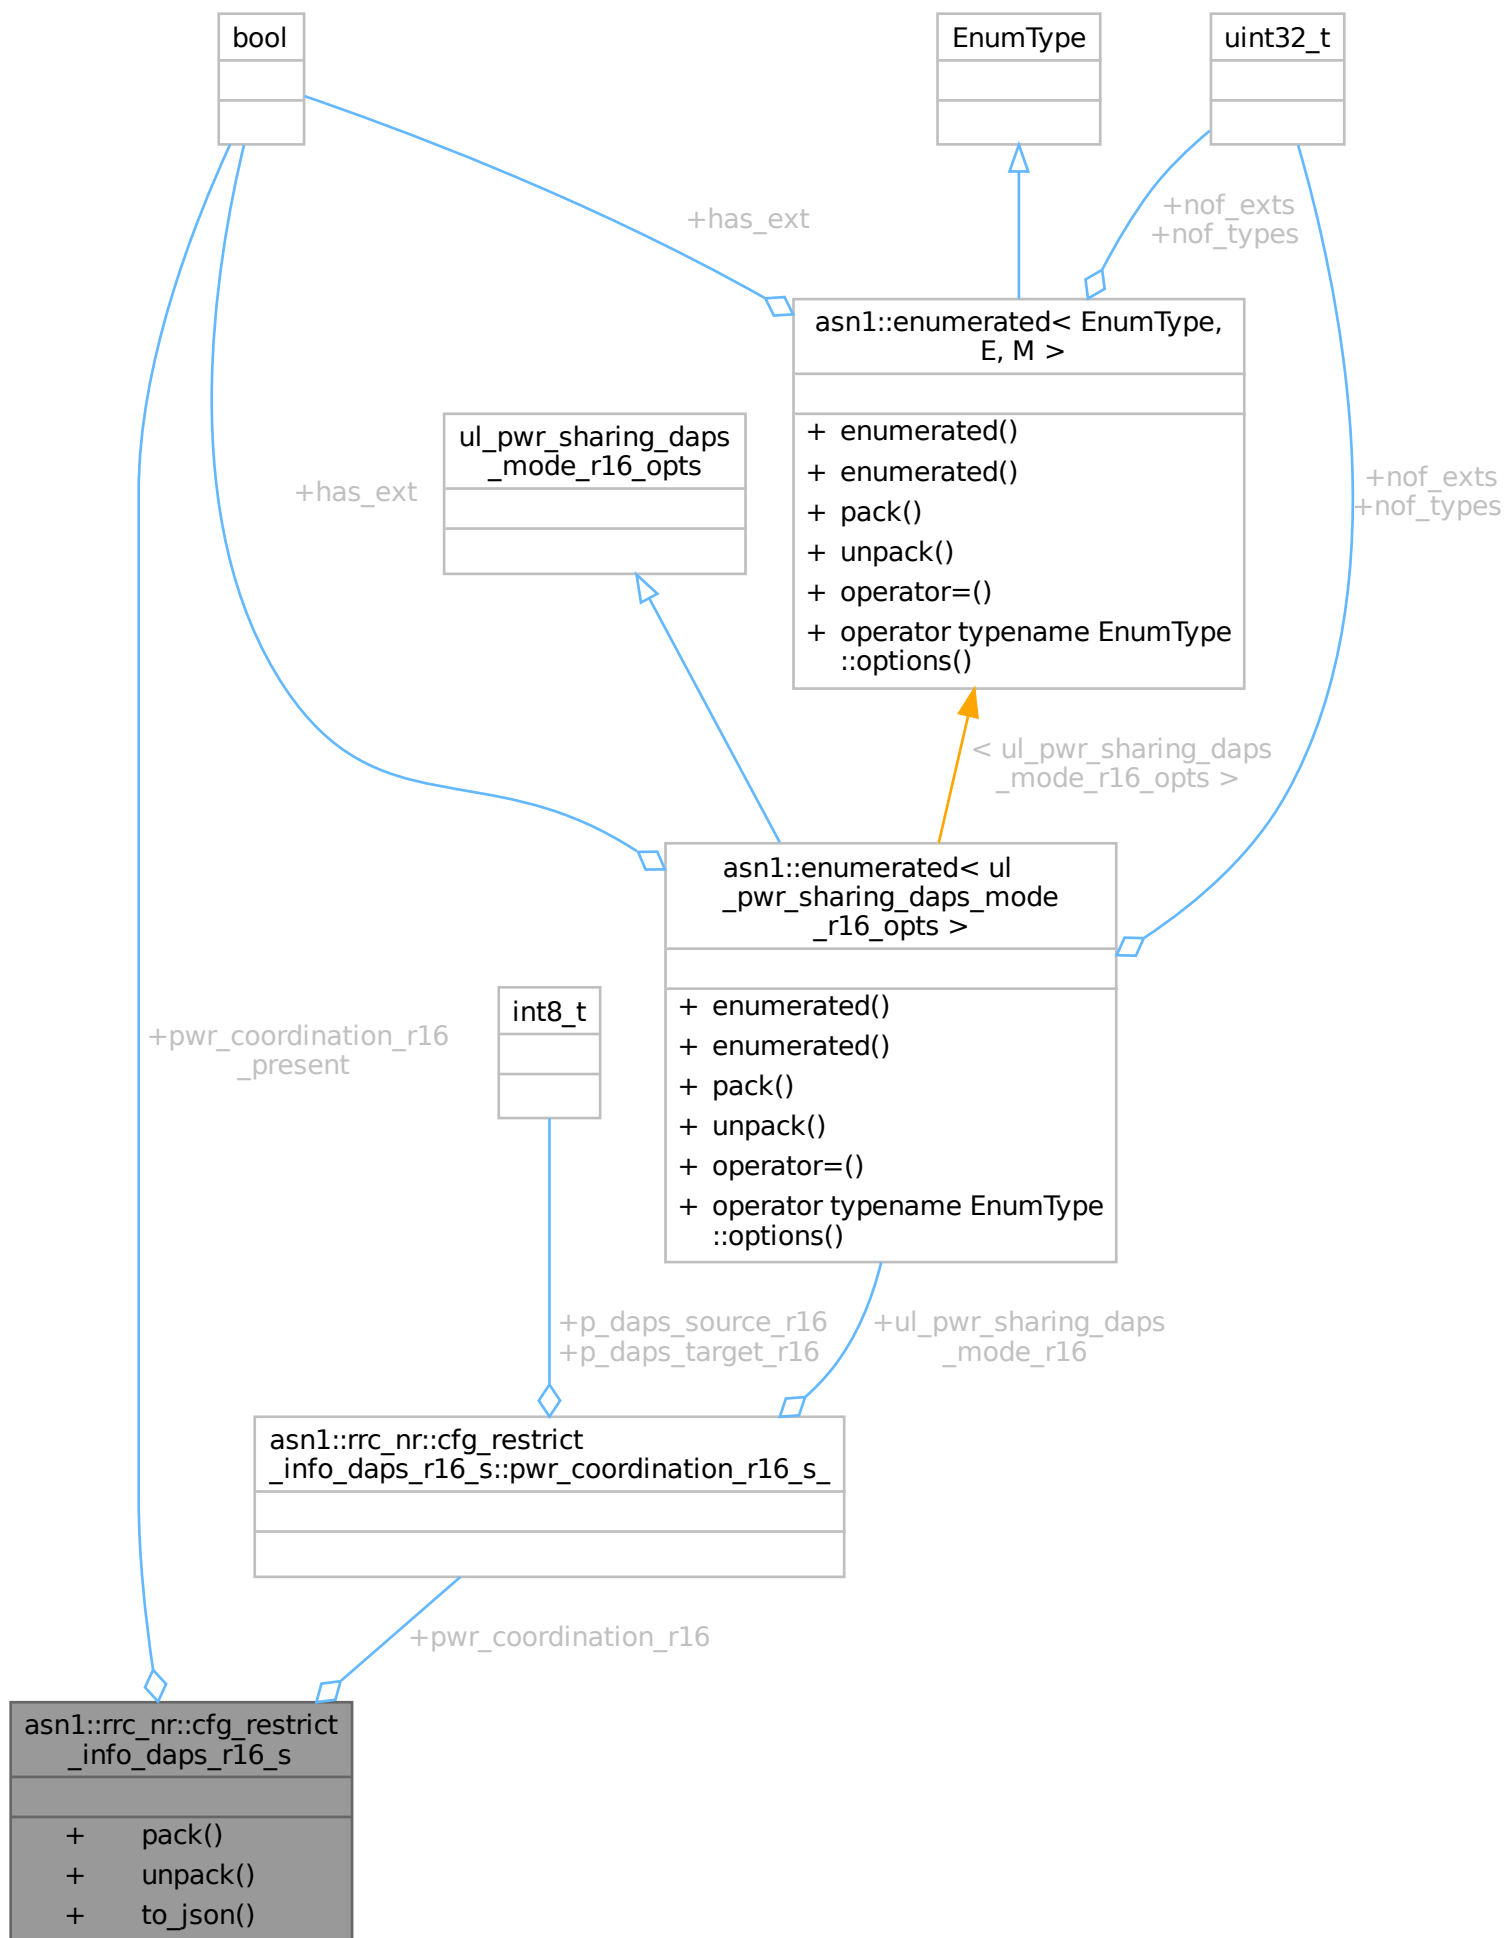 bool
EnumType
uint32_t
+has_ext
+nof_exts
+nof_types
asn1::enumerated< EnumType,
E, M >
+ enumerated()
+ enumerated()
+ pack()
+ unpack()
+ operator=()
+ operator typename EnumType
::options()
ul_pwr_sharing_daps
_mode_r16_opts
+has_ext
+nof_exts
+nof_types
< ul_pwr_sharing_daps
_mode_r16_opts >
asn1::enumerated< ul
_pwr_sharing_daps_mode
_r16_opts >
+ enumerated()
+ enumerated()
+ pack()
+ unpack()
+ operator=()
+ operator typename EnumType
::options()
int8_t
+pwr_coordination_r16
_present
+p_daps_source_r16
+p_daps_target_r16
+ul_pwr_sharing_daps
_mode_r16
asn1::rrc_nr::cfg_restrict
_info_daps_r16_s::pwr_coordination_r16_s_
+pwr_coordination_r16
asn1::rrc_nr::cfg_restrict
_info_daps_r16_s
+ pack()
+ unpack()
+ to_json()